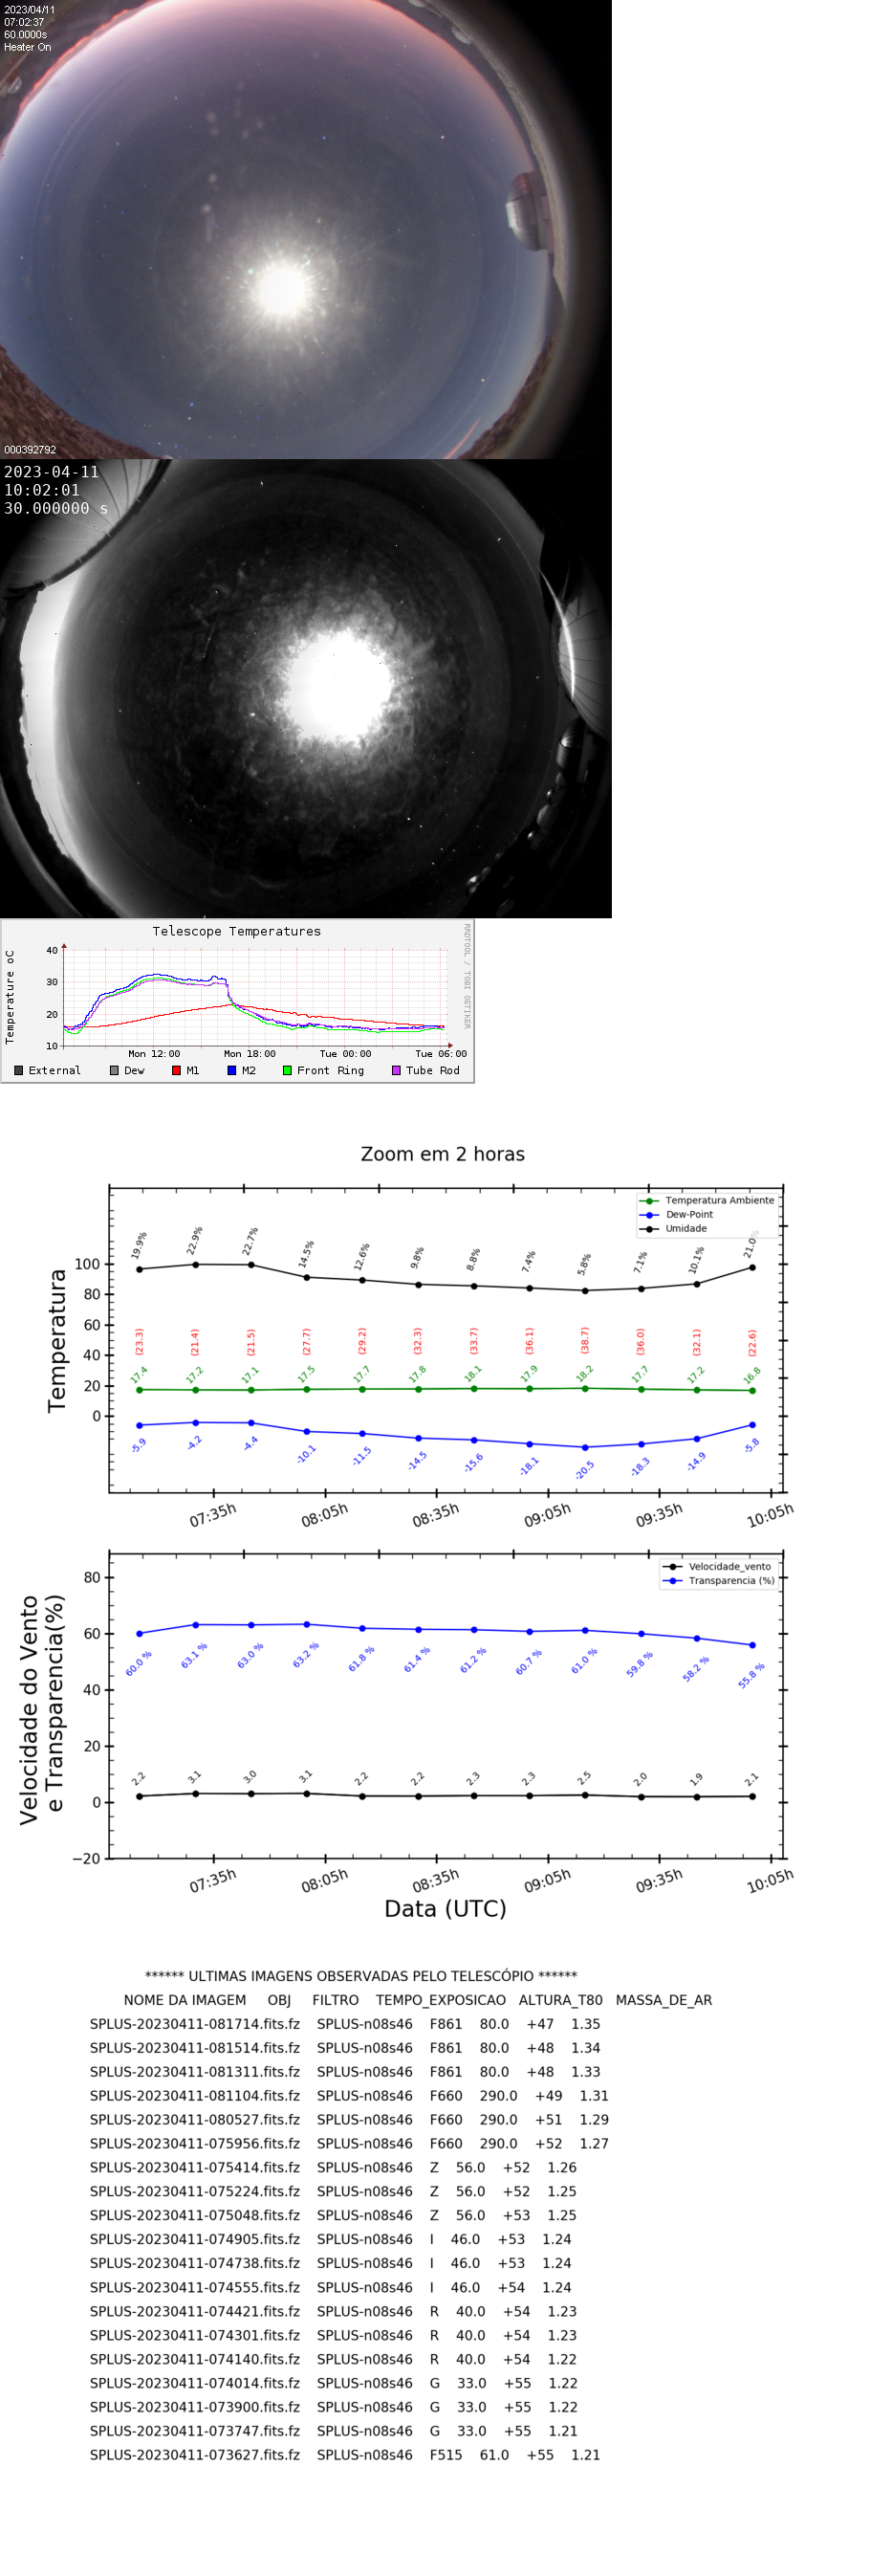 2023/04/11
07:02:37
60.0000s
Heater On
000392792
2023-04-11
10:02:01
30.000000 s
Telescope Temperatures
RRDTOOL / TOBI OETIKER
Temperature oC
40
30
20
10
Mon 12:00 Mon 18:00 Tue 00:00 Tue 06:00
External Dew M1 M2 Front Ring Tube Rod
Zoom em 2 horas
Temperatura Ambiente
Dew-Point
Umidade
Temperatura
100
80
60
40
20
0
19.9% 22.9% 22.7% 14.5% 12.6% 9.8% 8.8% 7.4% 5.8% 7.1% 10.1% 21.0%
(23.3) (21.4) (21.5) (27.7) (29.2) (32.3) (33.7) (36.1) (38.7) (36.0) (32.1) (22.6)
17.4 17.2 17.1 17.5 17.7 17.8 18.1 17.9 18.2 17.7 17.2 16.8
-5.9 -4.2 -4.4 -10.1 -11.5 -14.5 -15.6 -18.1 -20.5 -18.3 -14.9 -5.8
07:35h 08:05h 08:35h 09:05h 09:35h 10:05h
Velocidade_vento
Transparencia (%)
Velocidade do Vento
e Transparencia(%)
80
60
40
20
0
−20
60.0 % 63.1 % 63.0 % 63.2 % 61.8 % 61.4 % 61.2 % 60.7 % 61.0 % 59.8 % 58.2 % 55.8 %
2.2 3.1 3.0 3.1 2.2 2.2 2.3 2.3 2.5 2.0 1.9 2.1
07:35h 08:05h 08:35h 09:05h 09:35h 10:05h
Data (UTC)
****** ULTIMAS IMAGENS OBSERVADAS PELO TELESCÓPIO ******
NOME DA IMAGEM OBJ FILTRO TEMPO_EXPOSICAO ALTURA_T80 MASSA_DE_AR
SPLUS-20230411-081714.fits.fz SPLUS-n08s46 F861 80.0 +47 1.35
SPLUS-20230411-081514.fits.fz SPLUS-n08s46 F861 80.0 +48 1.34
SPLUS-20230411-081311.fits.fz SPLUS-n08s46 F861 80.0 +48 1.33
SPLUS-20230411-081104.fits.fz SPLUS-n08s46 F660 290.0 +49 1.31
SPLUS-20230411-080527.fits.fz SPLUS-n08s46 F660 290.0 +51 1.29
SPLUS-20230411-075956.fits.fz SPLUS-n08s46 F660 290.0 +52 1.27
SPLUS-20230411-075414.fits.fz SPLUS-n08s46 Z 56.0 +52 1.26
SPLUS-20230411-075224.fits.fz SPLUS-n08s46 Z 56.0 +52 1.25
SPLUS-20230411-075048.fits.fz SPLUS-n08s46 Z 56.0 +53 1.25
SPLUS-20230411-074905.fits.fz SPLUS-n08s46 I 46.0 +53 1.24
SPLUS-20230411-074738.fits.fz SPLUS-n08s46 I 46.0 +53 1.24
SPLUS-20230411-074555.fits.fz SPLUS-n08s46 I 46.0 +54 1.24
SPLUS-20230411-074421.fits.fz SPLUS-n08s46 R 40.0 +54 1.23
SPLUS-20230411-074301.fits.fz SPLUS-n08s46 R 40.0 +54 1.23
SPLUS-20230411-074140.fits.fz SPLUS-n08s46 R 40.0 +54 1.22
SPLUS-20230411-074014.fits.fz SPLUS-n08s46 G 33.0 +55 1.22
SPLUS-20230411-073900.fits.fz SPLUS-n08s46 G 33.0 +55 1.22
SPLUS-20230411-073747.fits.fz SPLUS-n08s46 G 33.0 +55 1.21
SPLUS-20230411-073627.fits.fz SPLUS-n08s46 F515 61.0 +55 1.21